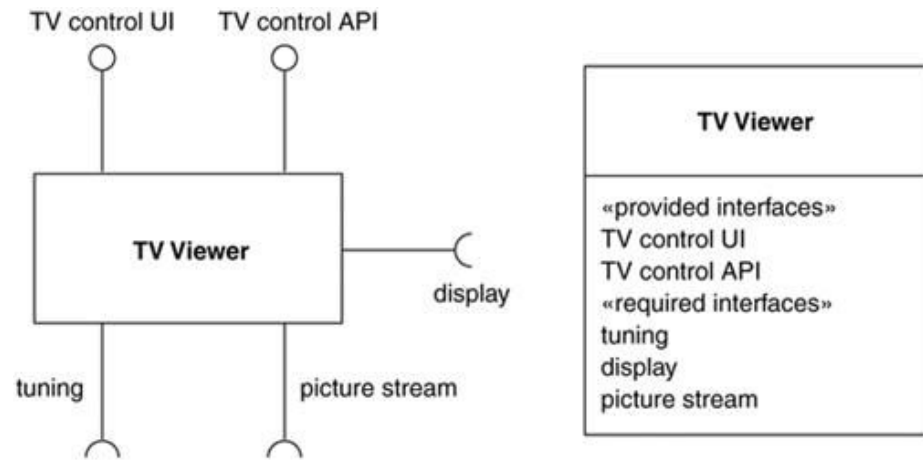 TV control UI
TV control API
TV Viewer
display
tuning
picture stream
TV Viewer
«provided interfaces»
TV control UI
TV control API
«required interfaces»
tuning
display
picture stream